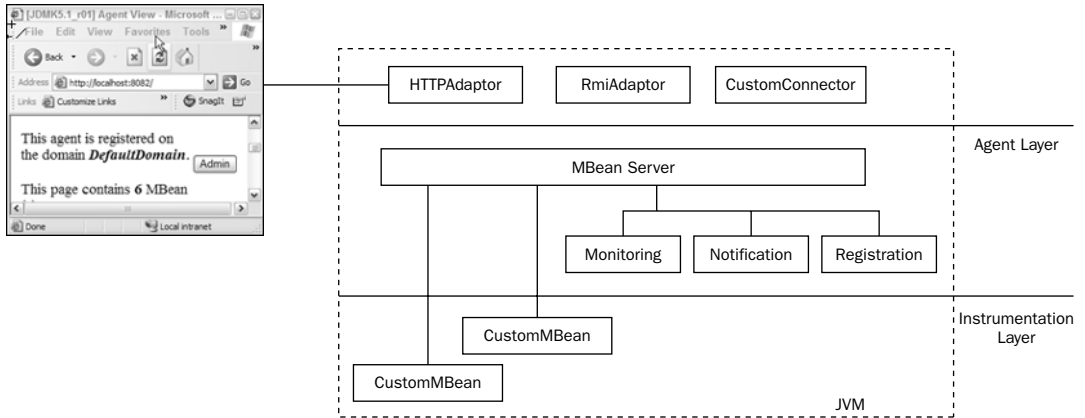 [JDMK5.1_r01] Agent View - Microsoft ...
File Edit View Favorites Tools »
Back
»
Address http://localhost:8082/ Go
Links Customize Links » SnagIt
This agent is registered on
the domain DefaultDomain.
Admin
This page contains 6 MBean
Done Local intranet
HTTPAdaptor
RmiAdaptor
CustomConnector
Agent Layer
MBean Server
Monitoring
Notification
Registration
Instrumentation
Layer
CustomMBean
CustomMBean
JVM